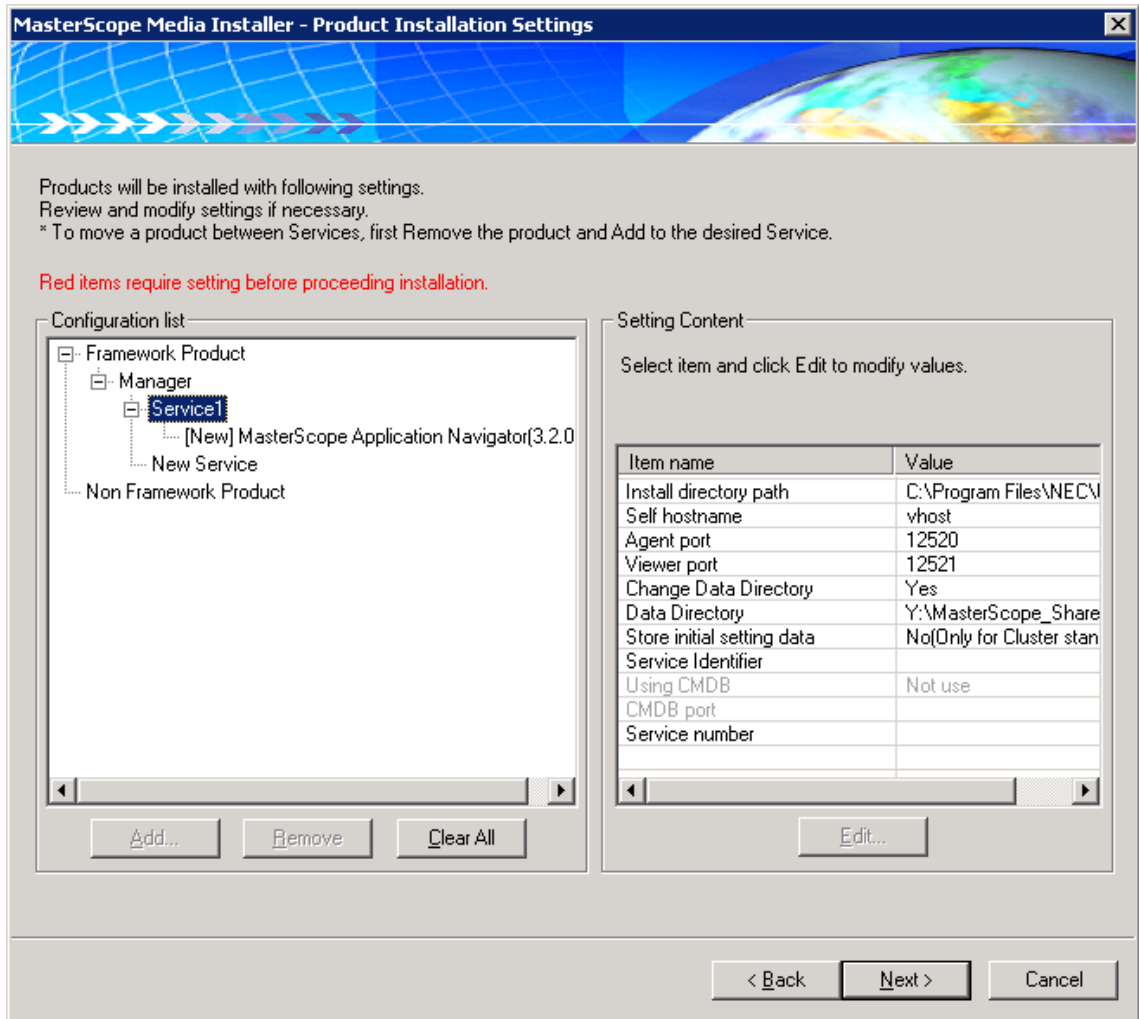 MasterScope Media Installer - Product Installation Settings
Products will be installed with following settings.
Review and modify settings if necessary.
* To move a product between Services, first Remove the product and Add to the desired Service.
Red items require setting before proceeding installation.
Configuration list
Framework Product
Manager
Service1
[New] MasterScope Application Navigator(3.2.0
New Service
Non Framework Product
Add...
Remove
Clear All
Setting Content
Select item and click Edit to modify values.
Item name Value
Install directory path C:\Program Files\NEC\
Self hostname vhost
Agent port 12520
Viewer port 12521
Change Data Directory Yes
Data Directory Y:\MasterScope_Share
Store initial setting data No(Only for Cluster stan
Service Identifier
Using CMDB Not use
CMDB port
Service number
Edit...
< Back
Next >
Cancel